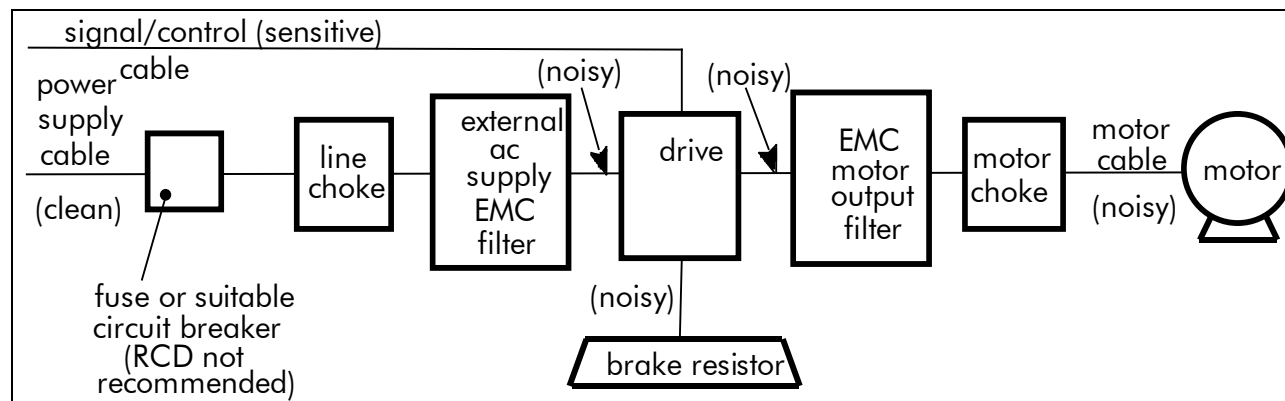 signal/control (sensitive)
cable
power
supply
cable
(clean)
fuse or suitable
circuit breaker
(RCD not
recommended)
line
choke
external
ac
supply
EMC
filter
(noisy)
drive
(noisy)
brake resistor
(noisy)
EMC
motor
output
filter
motor
choke
motor
cable
(noisy)
motor